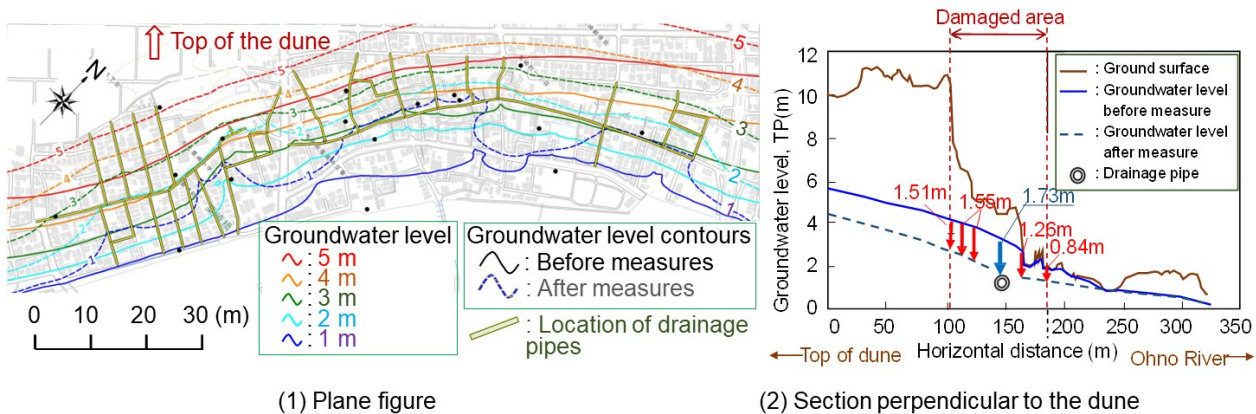 Top of the dune
N
5
4
3
2
1
5
4
3
2
1
Groundwater level
: 5 m
: 4 m
: 3 m
: 2 m
: 1 m
Groundwater level contours
: Before measures
: After measures
: Location of drainage
pipes
0 10 20 30 (m)
(1) Plane figure
Damaged area
Groundwater level, TP(m)
12
10
8
6
4
2
0
: Ground surface
: Groundwater level
before measure
: Groundwater level
after measure
: Drainage pipe
1.51m
1.55m
1.73m
1.26m
0.84m
0 50 100 150 200 250 300 350
Top of dune
Horizontal distance (m)
Ohno River
(2) Section perpendicular to the dune